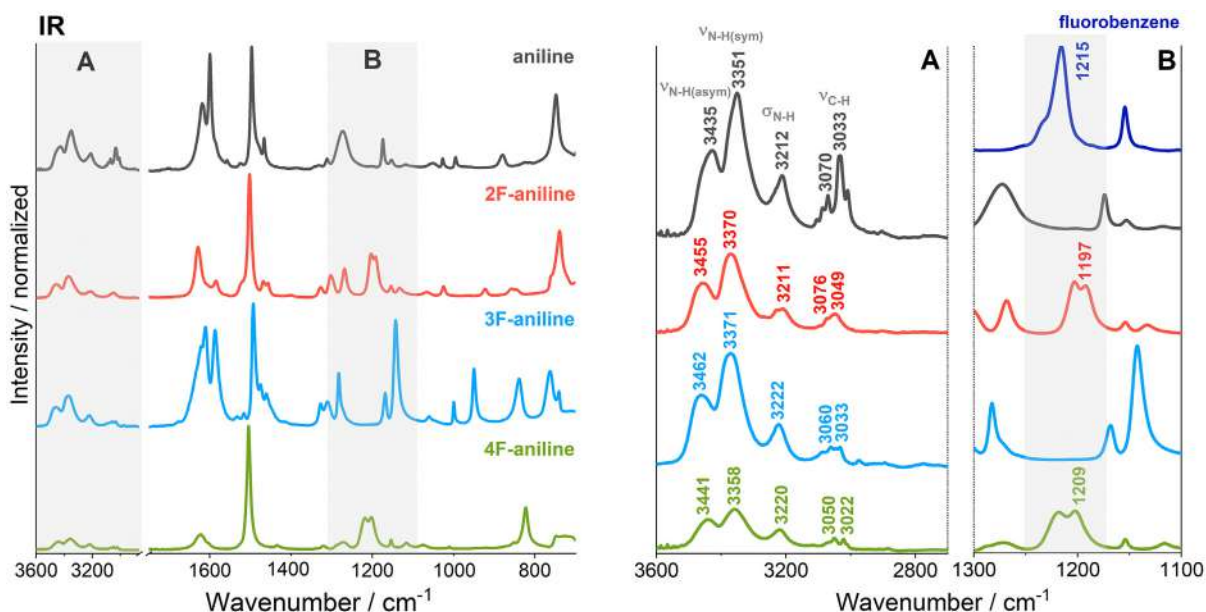 IR
A
B
aniline
2F-aniline
3F-aniline
4F-aniline
Intensity / normalized
3600 3200 1600 1400 1200 1000 800
Wavenumber / cm⁻¹
A
νN-H(asym)
3435
νN-H(sym)
3351
σN-H
3212
νC-H
3070
3033
3455
3370
3211
3076
3049
3462
3371
3222
3060
3033
3441
3358
3220
3050
3022
3600 3400 3200 3000 2800
Wavenumber / cm⁻¹
fluorobenzene
B
1215
1197
1209
1300 1200 1100